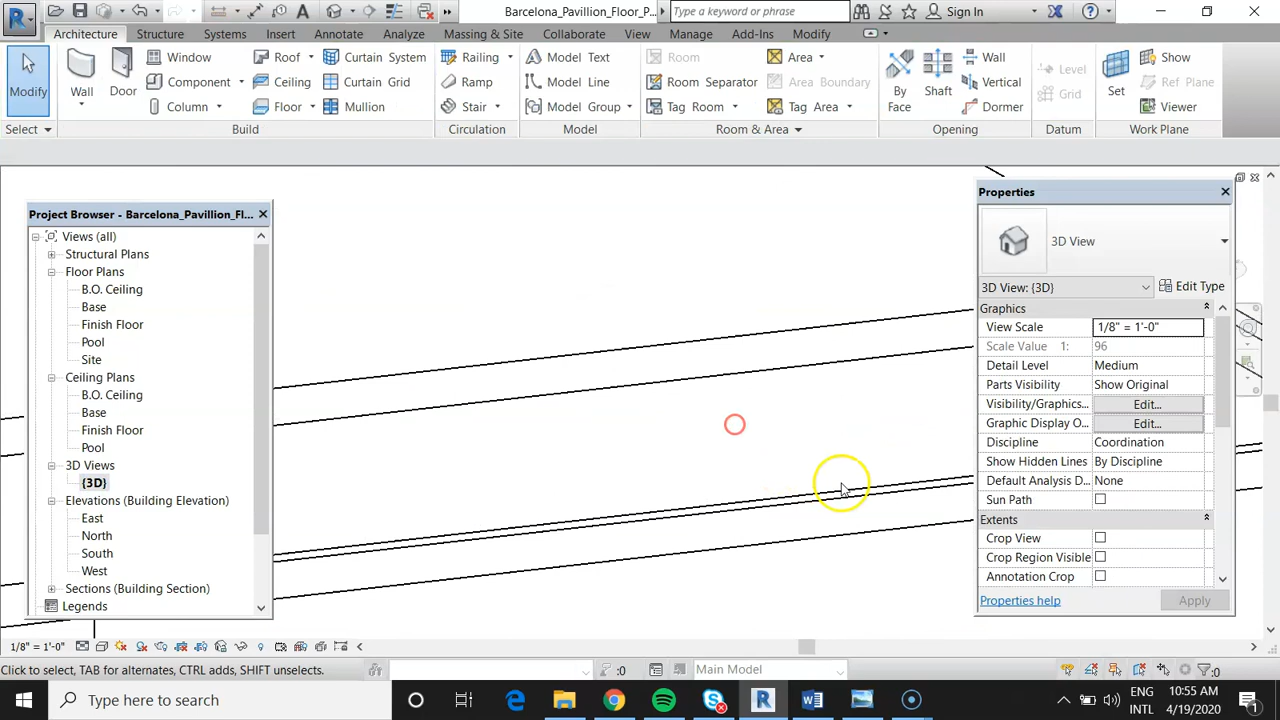 Barcelona_Pavillion_Floor_P...
Type a keyword or phrase
Sign In
Architecture Structure Systems Insert Annotate Analyze Massing & Site Collaborate View Manage Add-Ins Modify
Modify
Wall
Door
Window
Component
Column
Roof
Ceiling
Floor
Curtain System
Curtain Grid
Mullion
Railing
Ramp
Stair
Model Text
Model Line
Model Group
Room
Room Separator
Tag Room
Area
Area Boundary
Tag Area
By
Face
Shaft
Wall
Vertical
Dormer
Level
Grid
Set
Show
Ref Plane
Viewer
Select Build Circulation Model Room & Area Opening Datum Work Plane
Project Browser - Barcelona_Pavillion_Fl...
Views (all)
Structural Plans
Floor Plans
B.O. Ceiling
Base
Finish Floor
Pool
Site
Ceiling Plans
B.O. Ceiling
Base
Finish Floor
Pool
3D Views
{3D}
Elevations (Building Elevation)
East
North
South
West
Sections (Building Section)
Legends
Properties
3D View
3D View: {3D} Edit Type
Graphics
View Scale 1/8" = 1'-0"
Scale Value 1: 96
Detail Level Medium
Parts Visibility Show Original
Visibility/Graphics... Edit...
Graphic Display O... Edit...
Discipline Coordination
Show Hidden Lines By Discipline
Default Analysis D... None
Sun Path
Extents
Crop View
Crop Region Visible
Annotation Crop
Properties help Apply
1/8" = 1'-0"
Click to select, TAB for alternates, CTRL adds, SHIFT unselects.
:0
Main Model
:0
Type here to search
ENG
INTL
10:55 AM
4/19/2020
1